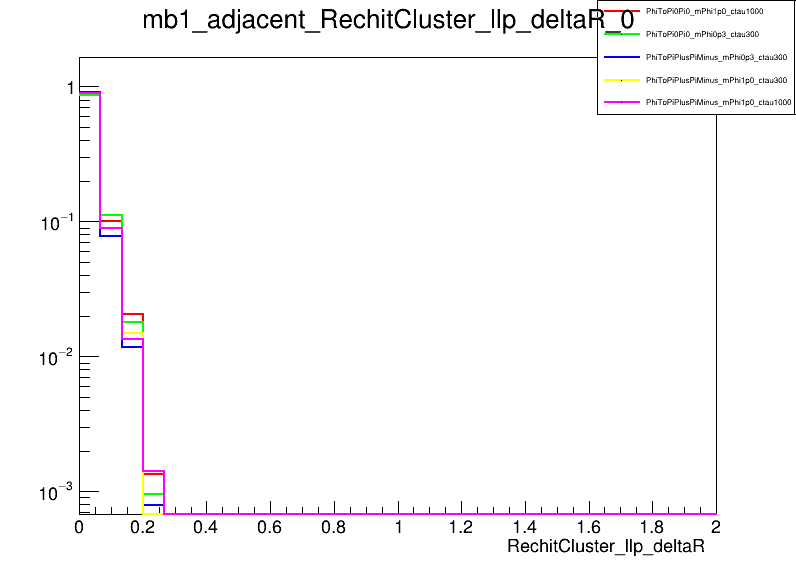 mb1_adjacent_RechitCluster_llp_deltaR_0
PhiToPi0Pi0_mPhi1p0_ctau1000
PhiToPi0Pi0_mPhi0p3_ctau300
PhiToPiPlusPiMinus_mPhi0p3_ctau300
PhiToPiPlusPiMinus_mPhi1p0_ctau300
PhiToPiPlusPiMinus_mPhi1p0_ctau1000
1
10⁻¹
10⁻²
10⁻³
0 0.2 0.4 0.6 0.8 1 1.2 1.4 1.6 1.8 2
RechitCluster_llp_deltaR